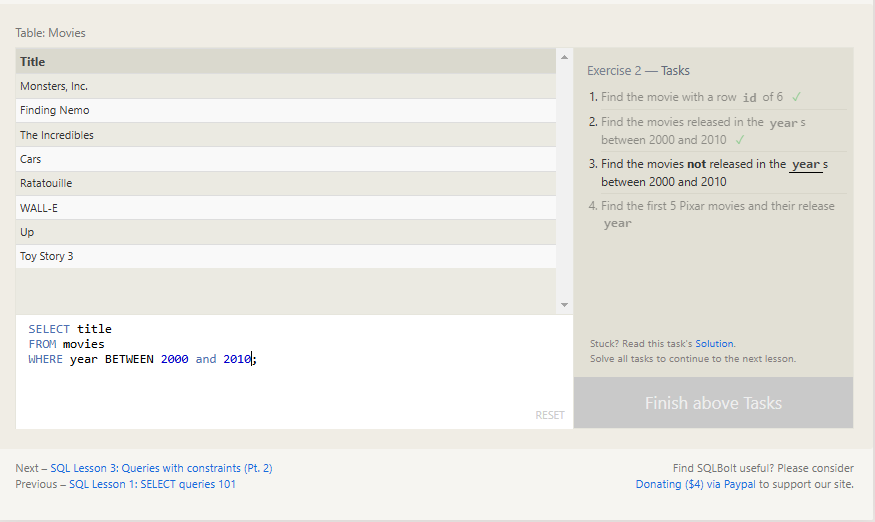 Table: Movies
Title
Monsters, Inc.
Finding Nemo
The Incredibles
Cars
Ratatouille
WALL-E
Up
Toy Story 3
SELECT title
FROM movies
WHERE year BETWEEN 2000 and 2010;
RESET
Exercise 2 — Tasks
1. Find the movie with a row id of 6 ✓
2. Find the movies released in the years
between 2000 and 2010 ✓
3. Find the movies not released in the years
between 2000 and 2010
4. Find the first 5 Pixar movies and their release
year
Stuck? Read this task's Solution.
Solve all tasks to continue to the next lesson.
Finish above Tasks
Next – SQL Lesson 3: Queries with constraints (Pt. 2)
Previous – SQL Lesson 1: SELECT queries 101
Find SQLBolt useful? Please consider
Donating ($4) via Paypal to support our site.